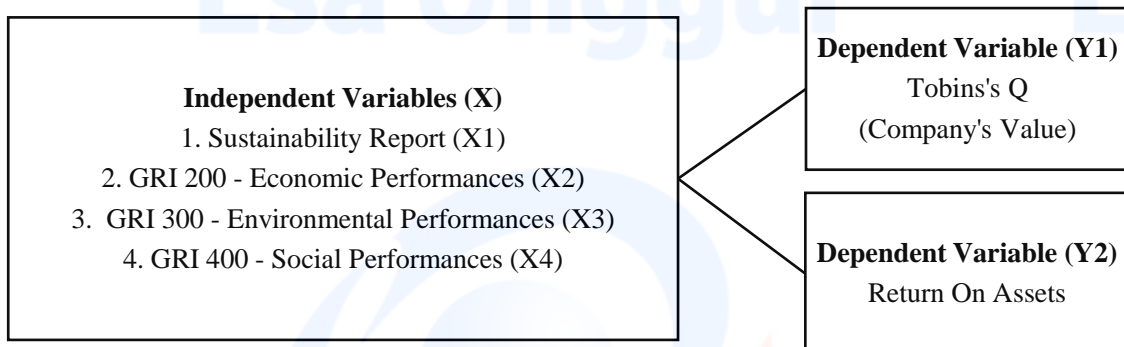 Independent Variables (X)
1. Sustainability Report (X1)
2. GRI 200 - Economic Performances (X2)
3. GRI 300 - Environmental Performances (X3)
4. GRI 400 - Social Performances (X4)
Dependent Variable (Y1)
Tobins's Q
(Company's Value)
Dependent Variable (Y2)
Return On Assets